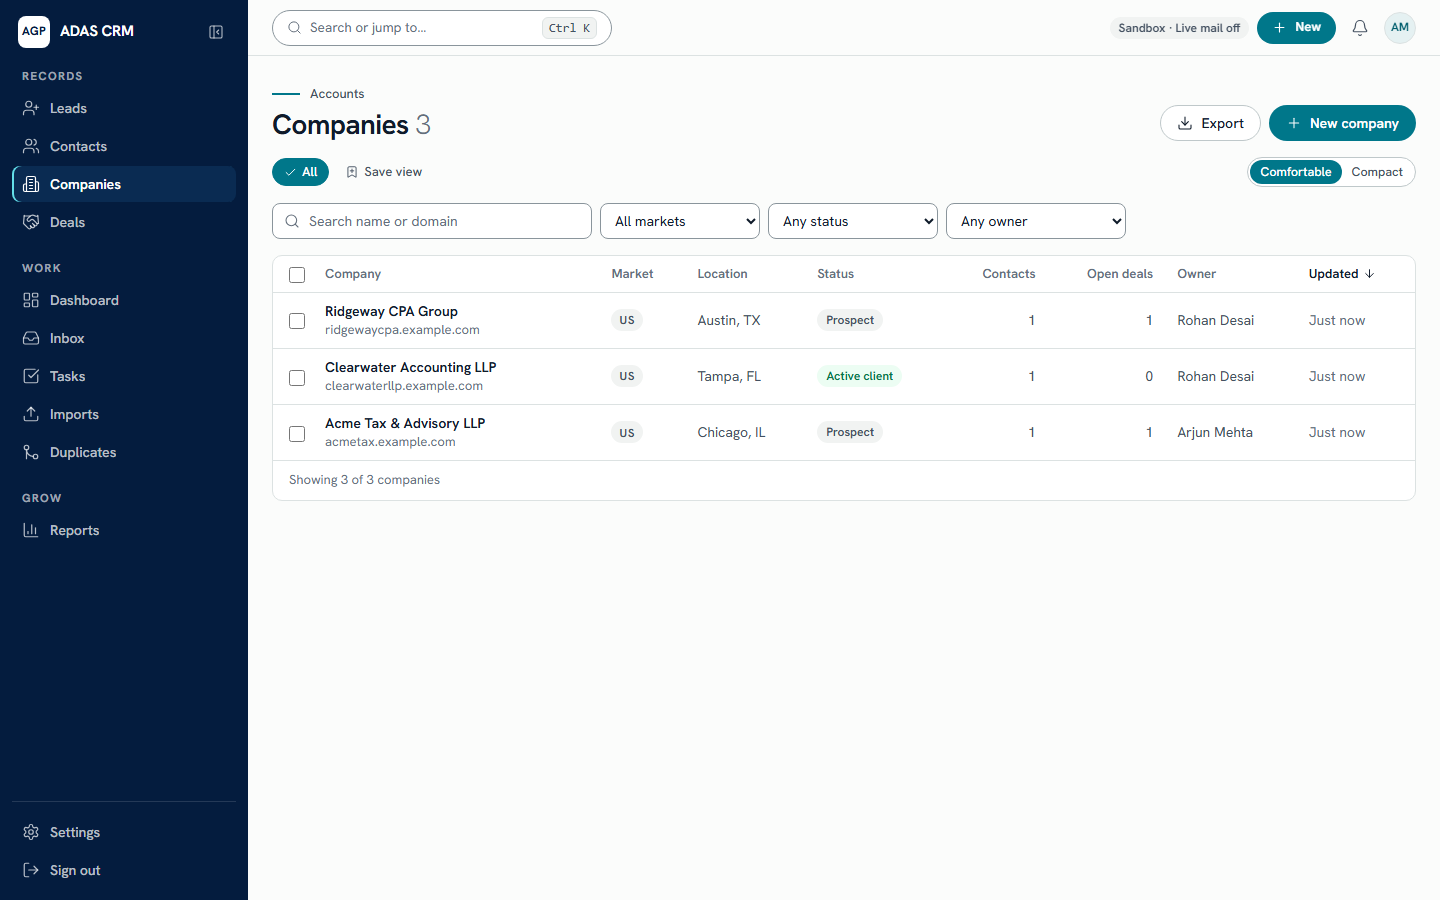 AGP ADAS CRM
RECORDS
Leads
Contacts
Companies
Deals
WORK
Dashboard
Inbox
Tasks
Imports
Duplicates
GROW
Reports
Settings
Sign out
Search or jump to... Ctrl K
Sandbox · Live mail off
+ New
AM
Accounts
Companies 3
Export
+ New company
All
Save view
Comfortable Compact
Search name or domain
All markets
Any status
Any owner
Company Market Location Status Contacts Open deals Owner Updated ↓
Ridgeway CPA Group US Austin, TX Prospect 1 1 Rohan Desai Just now
ridgewaycpa.example.com
Clearwater Accounting LLP US Tampa, FL Active client 1 0 Rohan Desai Just now
clearwaterllp.example.com
Acme Tax & Advisory LLP US Chicago, IL Prospect 1 1 Arjun Mehta Just now
acmetax.example.com
Showing 3 of 3 companies